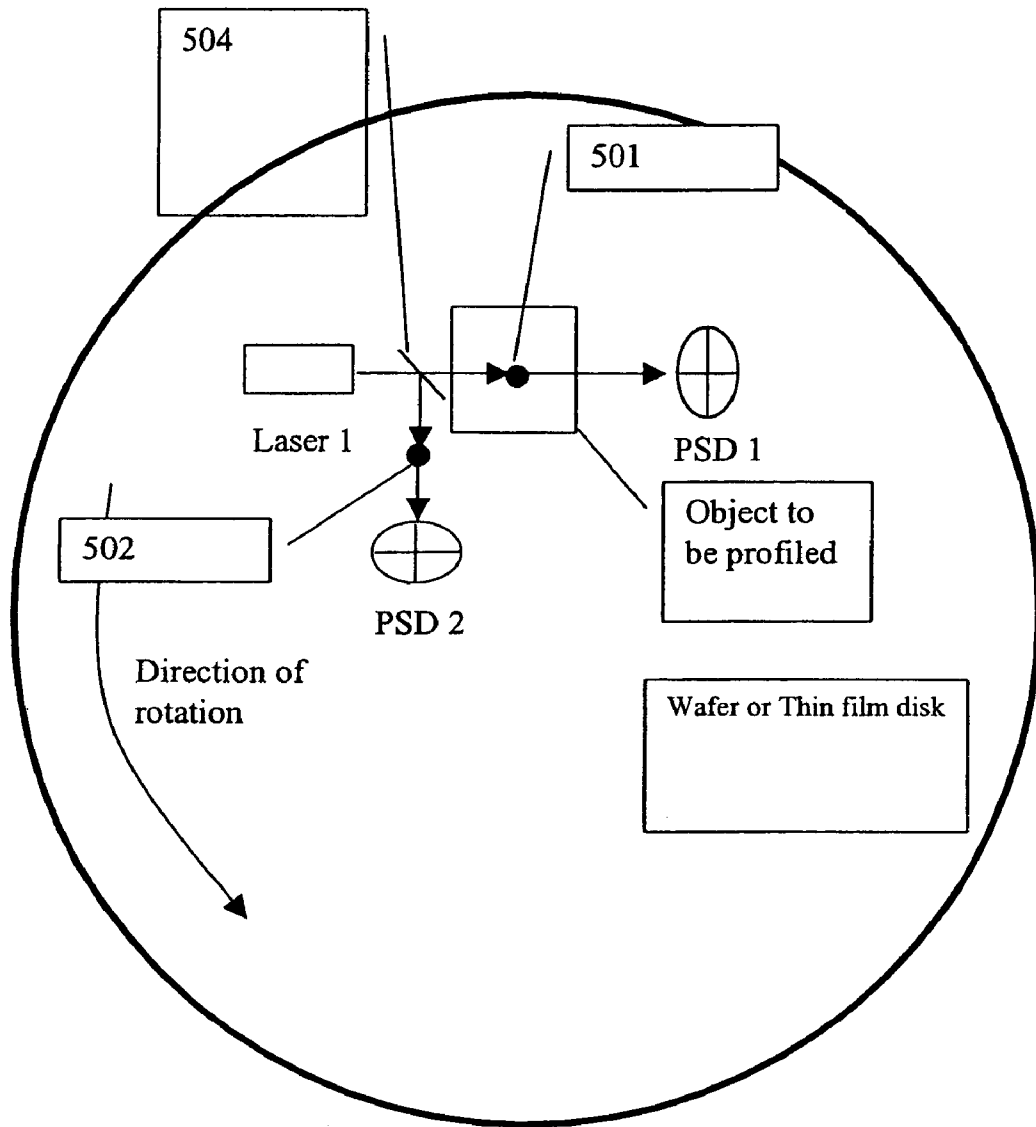 504
501
Laser 1
PSD 1
Object to
be profiled
502
PSD 2
Direction of
rotation
Wafer or Thin film disk